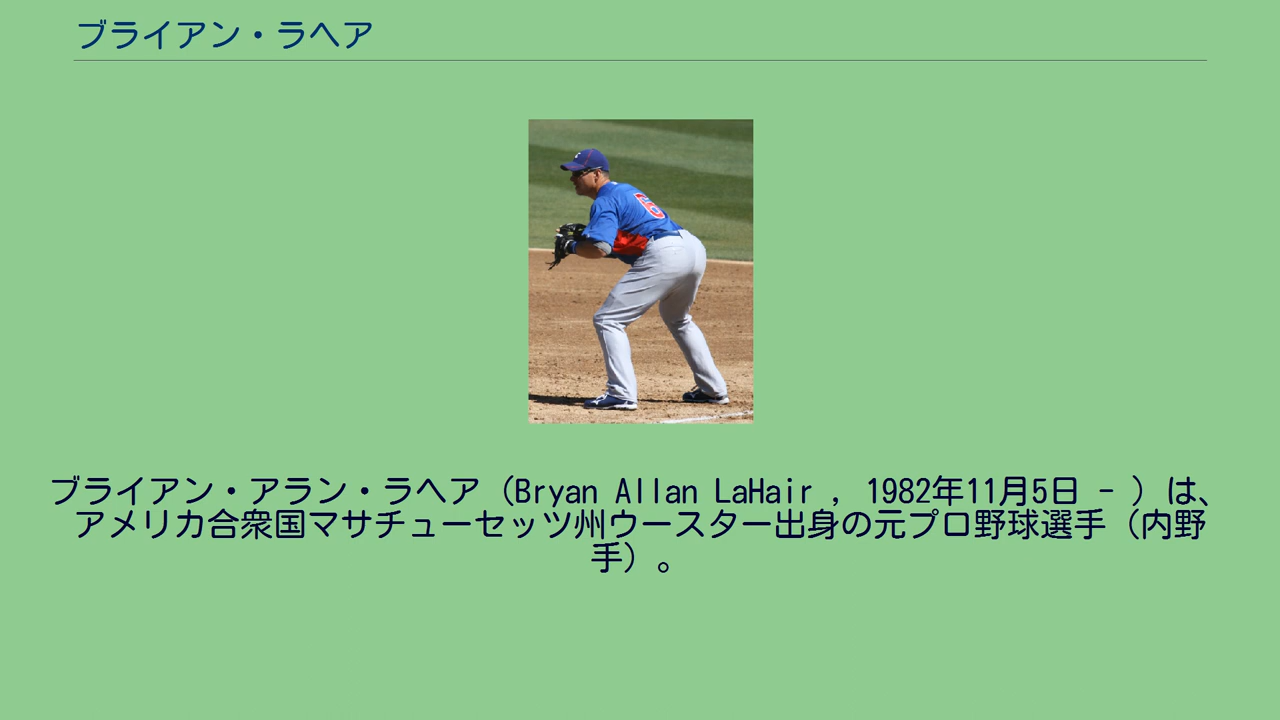 ブライアン・ラヘア
6
ブライアン・アラン・ラヘア（Bryan Allan LaHair , 1982年11月5日 - ）は、
アメリカ合衆国マサチューセッツ州ウースター出身の元プロ野球選手（内野
手）。